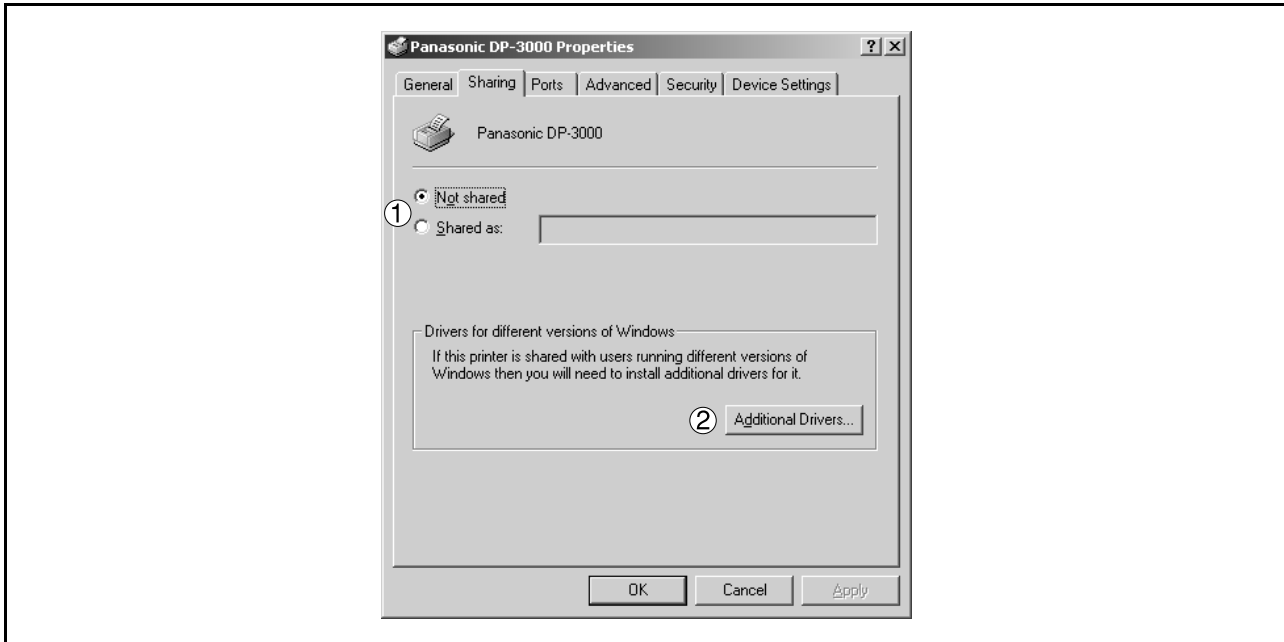 Panasonic DP-3000 Properties
General Sharing Ports Advanced Security Device Settings
Panasonic DP-3000
① Not shared
Shared as:
Drivers for different versions of Windows
If this printer is shared with users running different versions of
Windows then you will need to install additional drivers for it.
② Additional Drivers...
OK Cancel Apply